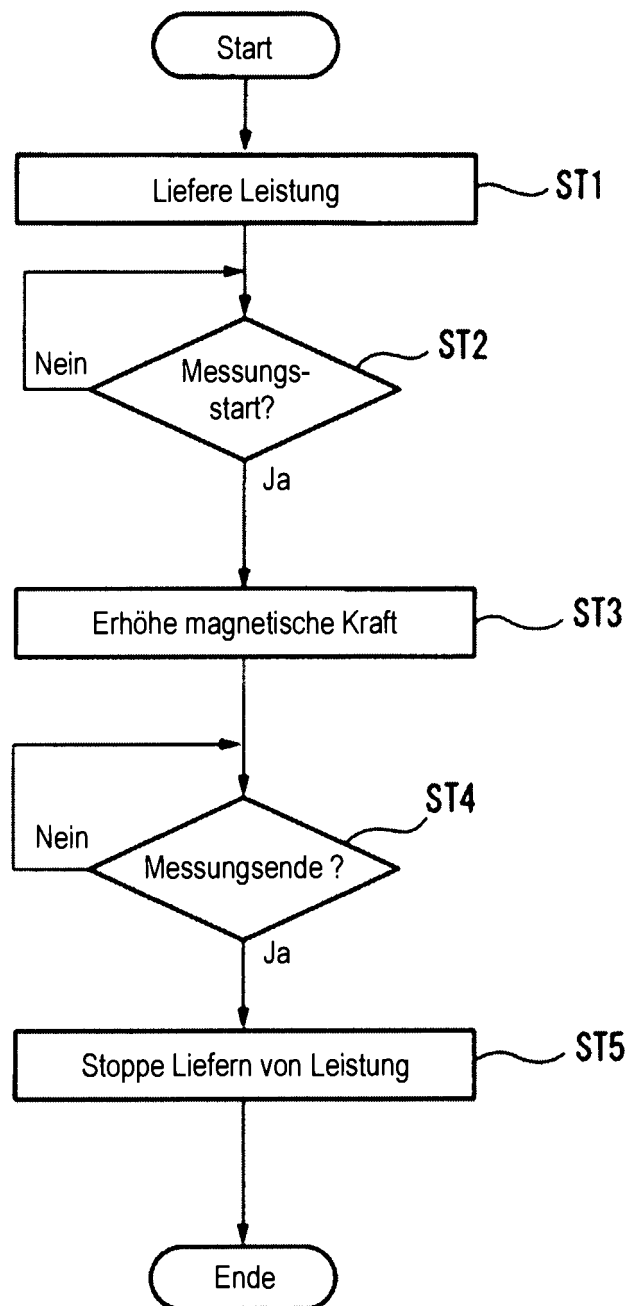 Start
Liefere Leistung
ST1
ST2
Nein
Messungs-
start?
Ja
Erhöhe magnetische Kraft
ST3
ST4
Nein
Messungsende ?
Ja
Stoppe Liefern von Leistung
ST5
Ende